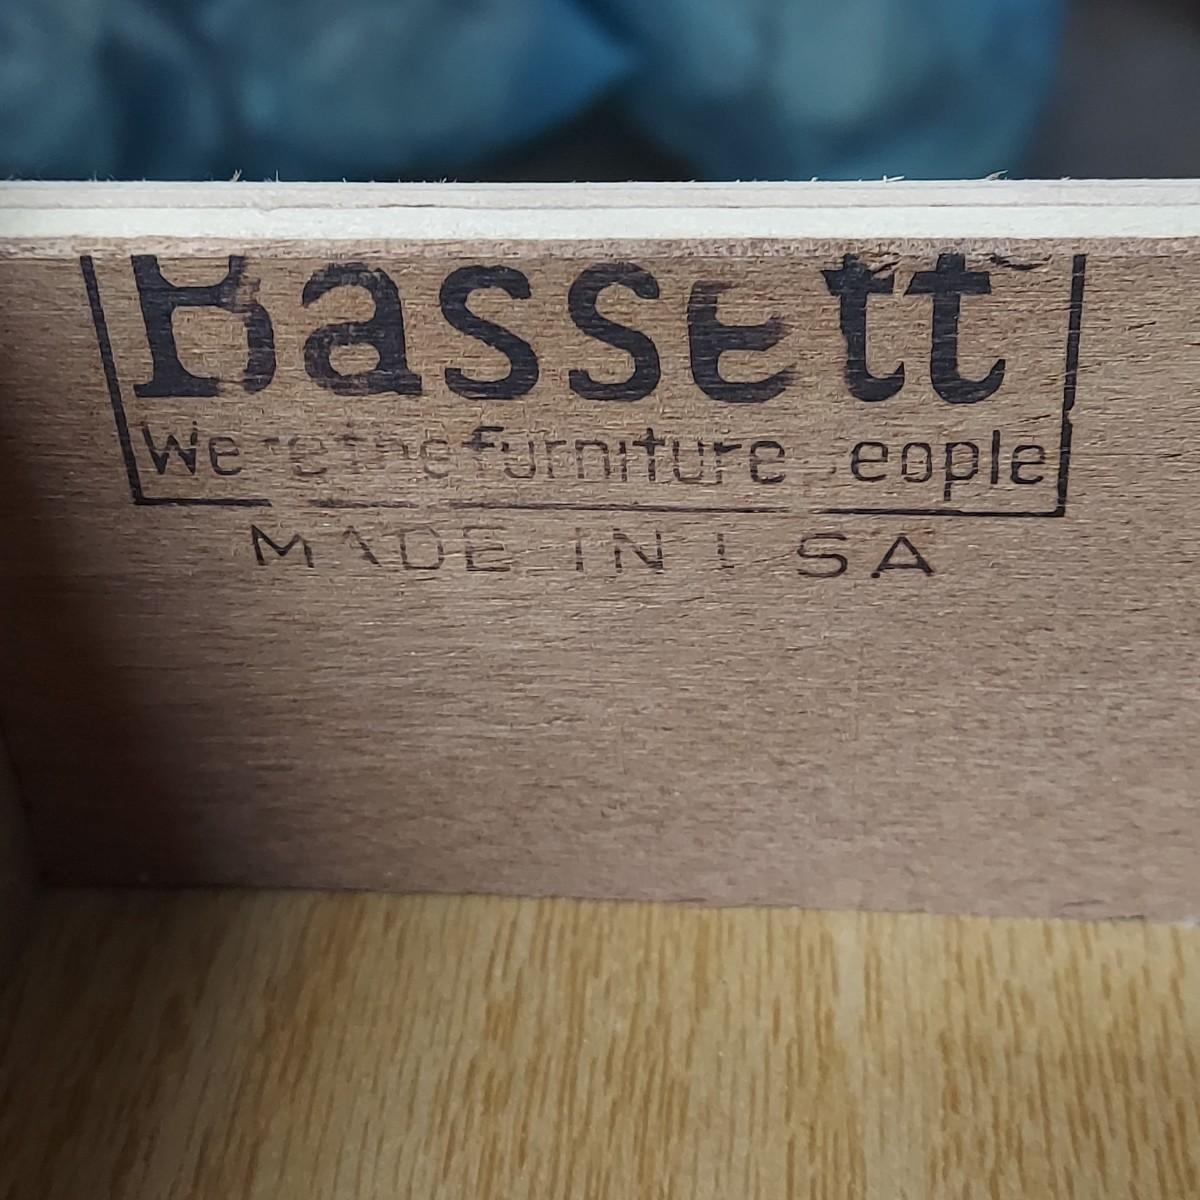 Bassett
We're the furniture people
MADE IN USA